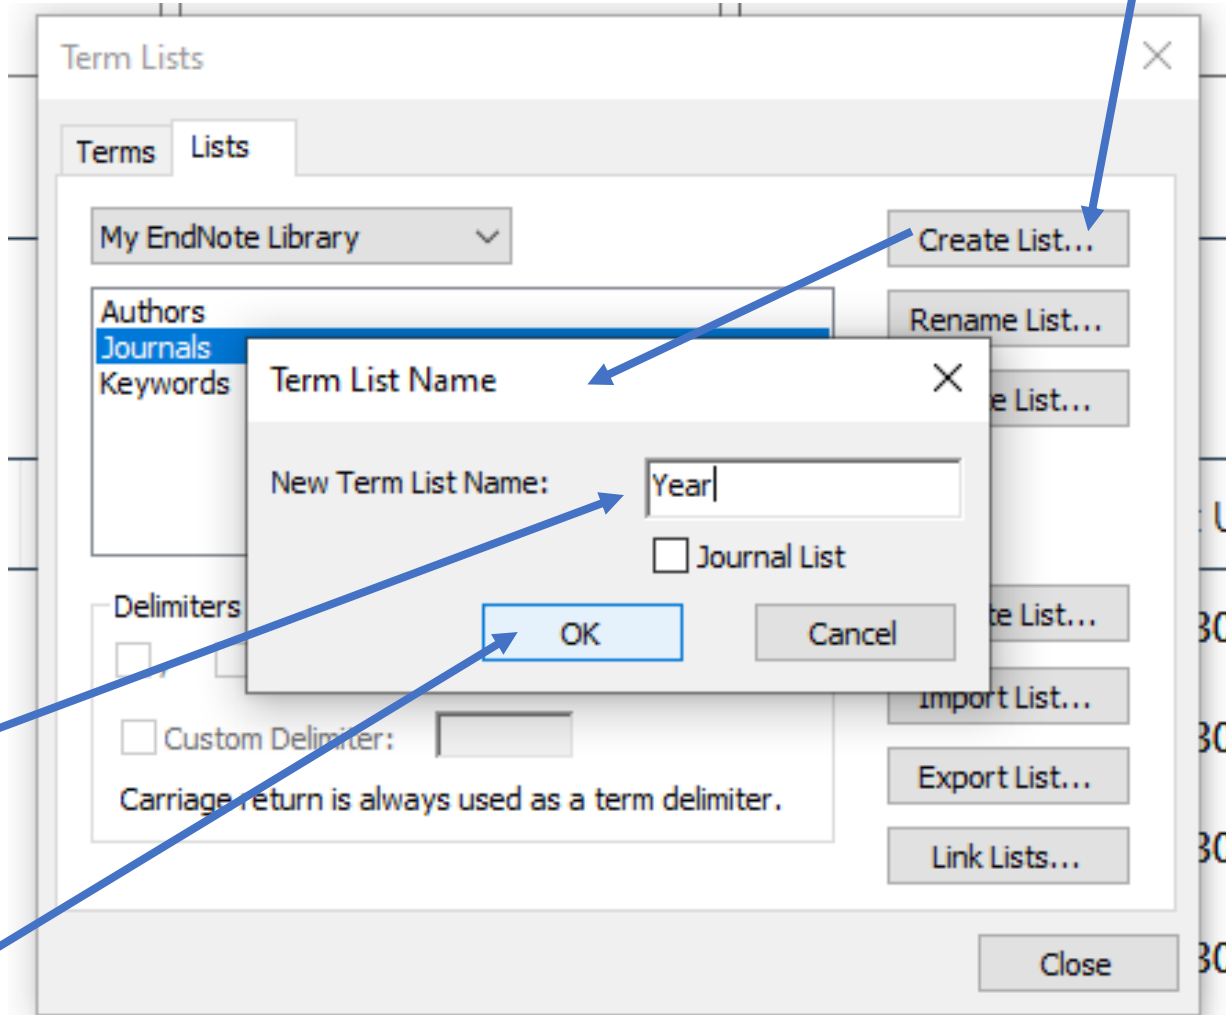 Term Lists
Terms
Lists
My EndNote Library
Create List...
Authors
Journals
Keywords
Rename List...
List...
Term List Name
New Term List Name:
Year
Journal List
OK
Cancel
Delimiters
List...
Import List...
Custom Delimiter:
Carriage return is always used as a term delimiter.
Export List...
Link Lists...
Close